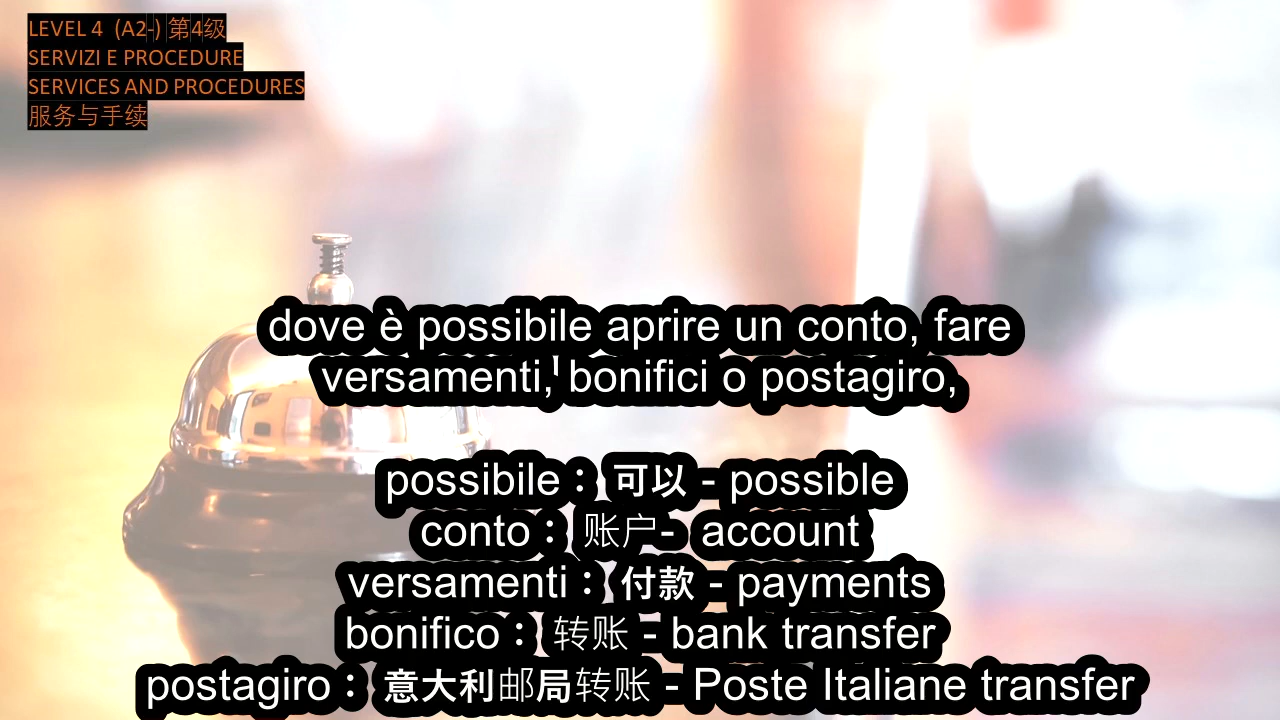 LEVEL 4 (A2-) 第4级
SERVIZI E PROCEDURE
SERVICES AND PROCEDURES
服务与手续
dove è possibile aprire un conto, fare
versamenti, bonifici o postagiro,
possibile：可以 - possible
conto：账户- account
versamenti：付款 - payments
bonifico：转账 - bank transfer
postagiro：意大利邮局转账 - Poste Italiane transfer